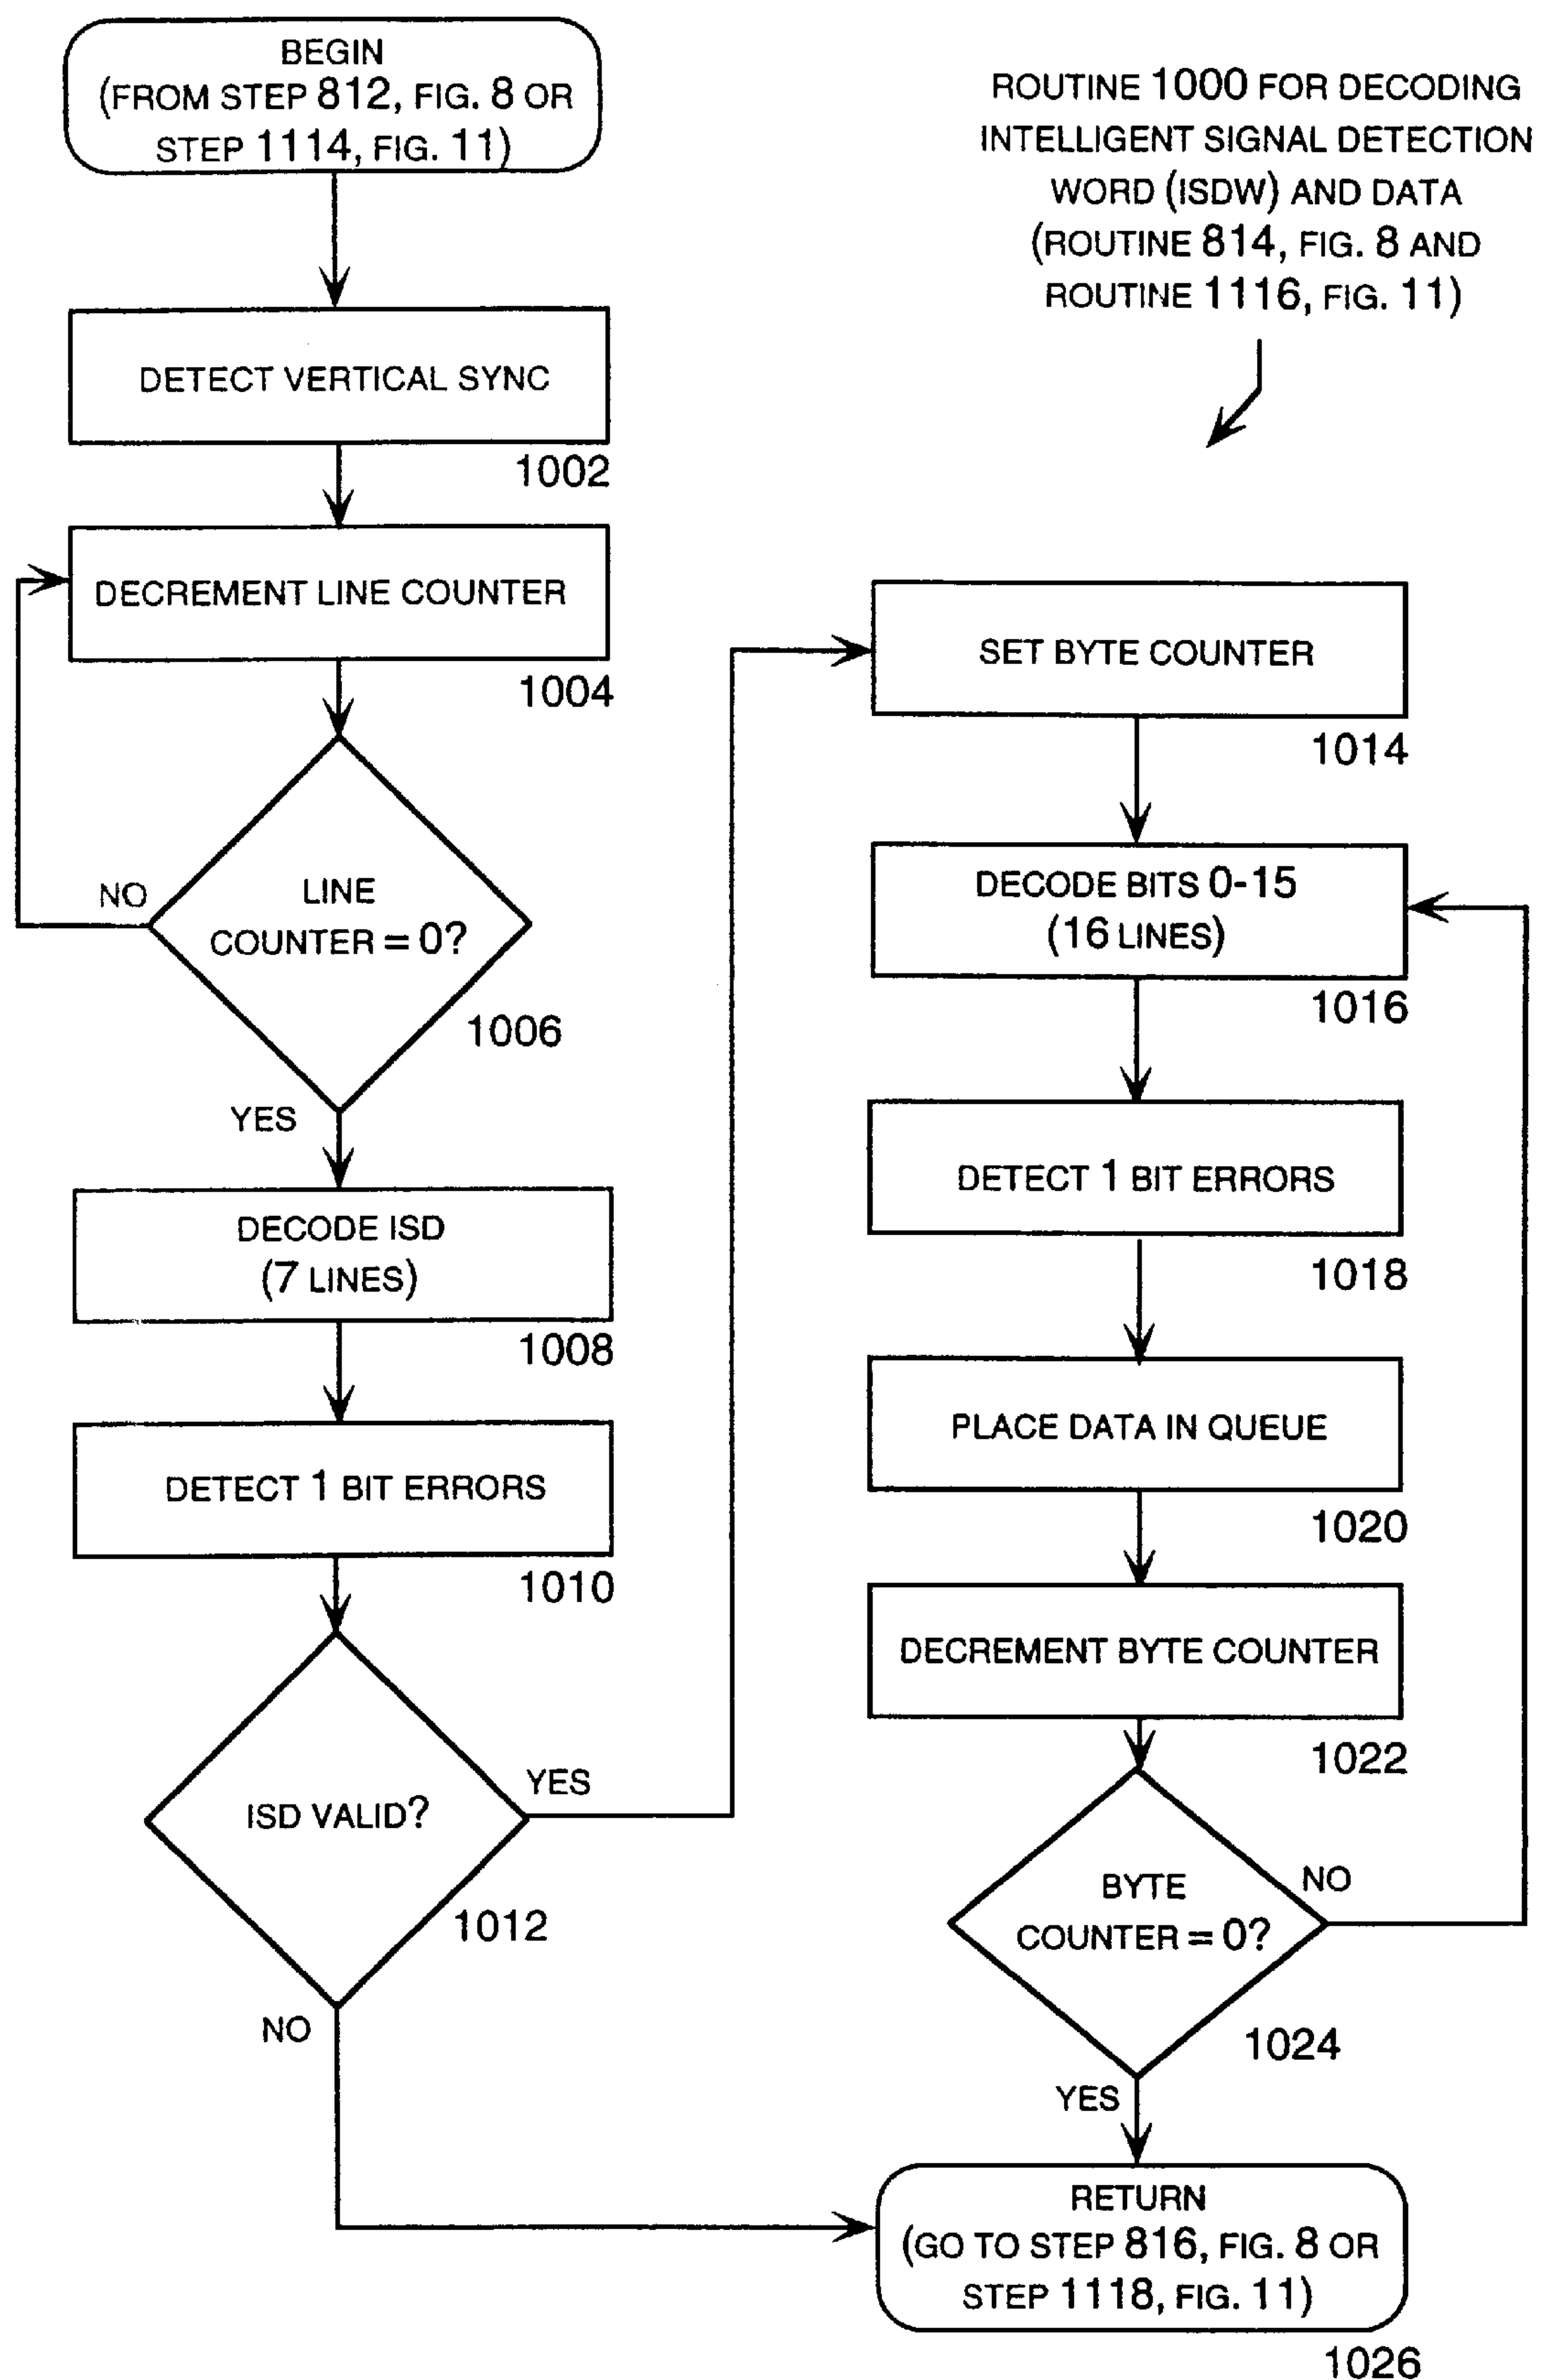 BEGIN
(FROM STEP 812, FIG. 8 OR
STEP 1114, FIG. 11)
ROUTINE 1000 FOR DECODING
INTELLIGENT SIGNAL DETECTION
WORD (ISDW) AND DATA
(ROUTINE 814, FIG. 8 AND
ROUTINE 1116, FIG. 11)
DETECT VERTICAL SYNC
1002
DECREMENT LINE COUNTER
1004
LINE
COUNTER = 0?
NO
1006
YES
DECODE ISD
(7 LINES)
1008
DETECT 1 BIT ERRORS
1010
ISD VALID?
YES
1012
NO
SET BYTE COUNTER
1014
DECODE BITS 0-15
(16 LINES)
1016
DETECT 1 BIT ERRORS
1018
PLACE DATA IN QUEUE
1020
DECREMENT BYTE COUNTER
1022
BYTE
COUNTER = 0?
NO
1024
YES
RETURN
(GO TO STEP 816, FIG. 8 OR
STEP 1118, FIG. 11)
1026